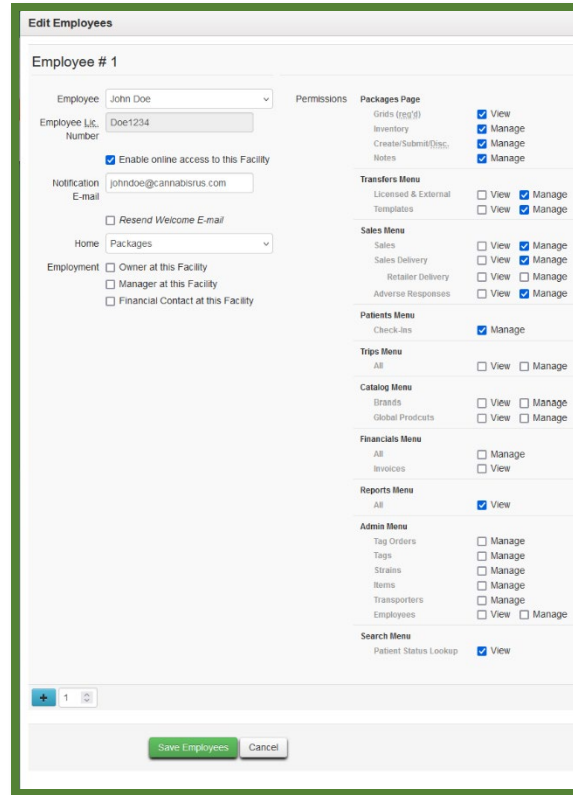 Edit Employees
Employee # 1
Employee John Doe
Employee Lic. Number Doe1234
Enable online access to this Facility
Notification E-mail johndoe@cannabisrus.com
Resend Welcome E-mail
Home Packages
Employment Owner at this Facility
Manager at this Facility
Financial Contact at this Facility
Permissions Packages Page
Grids (req'd) View
Inventory Manage
Create/Submit/Disc. Manage
Notes Manage
Transfers Menu
Licensed & External View Manage
Templates View Manage
Sales Menu
Sales View Manage
Sales Delivery View Manage
Retailer Delivery View Manage
Adverse Responses View Manage
Patients Menu
Check-Ins Manage
Trips Menu
All View Manage
Catalog Menu
Brands View Manage
Global Prodcuts View Manage
Financials Menu
All Manage
Invoices View
Reports Menu
All View
Admin Menu
Tag Orders Manage
Tags Manage
Strains Manage
Items Manage
Transporters Manage
Employees View Manage
Search Menu
Patient Status Lookup View
+ 1
Save Employees Cancel